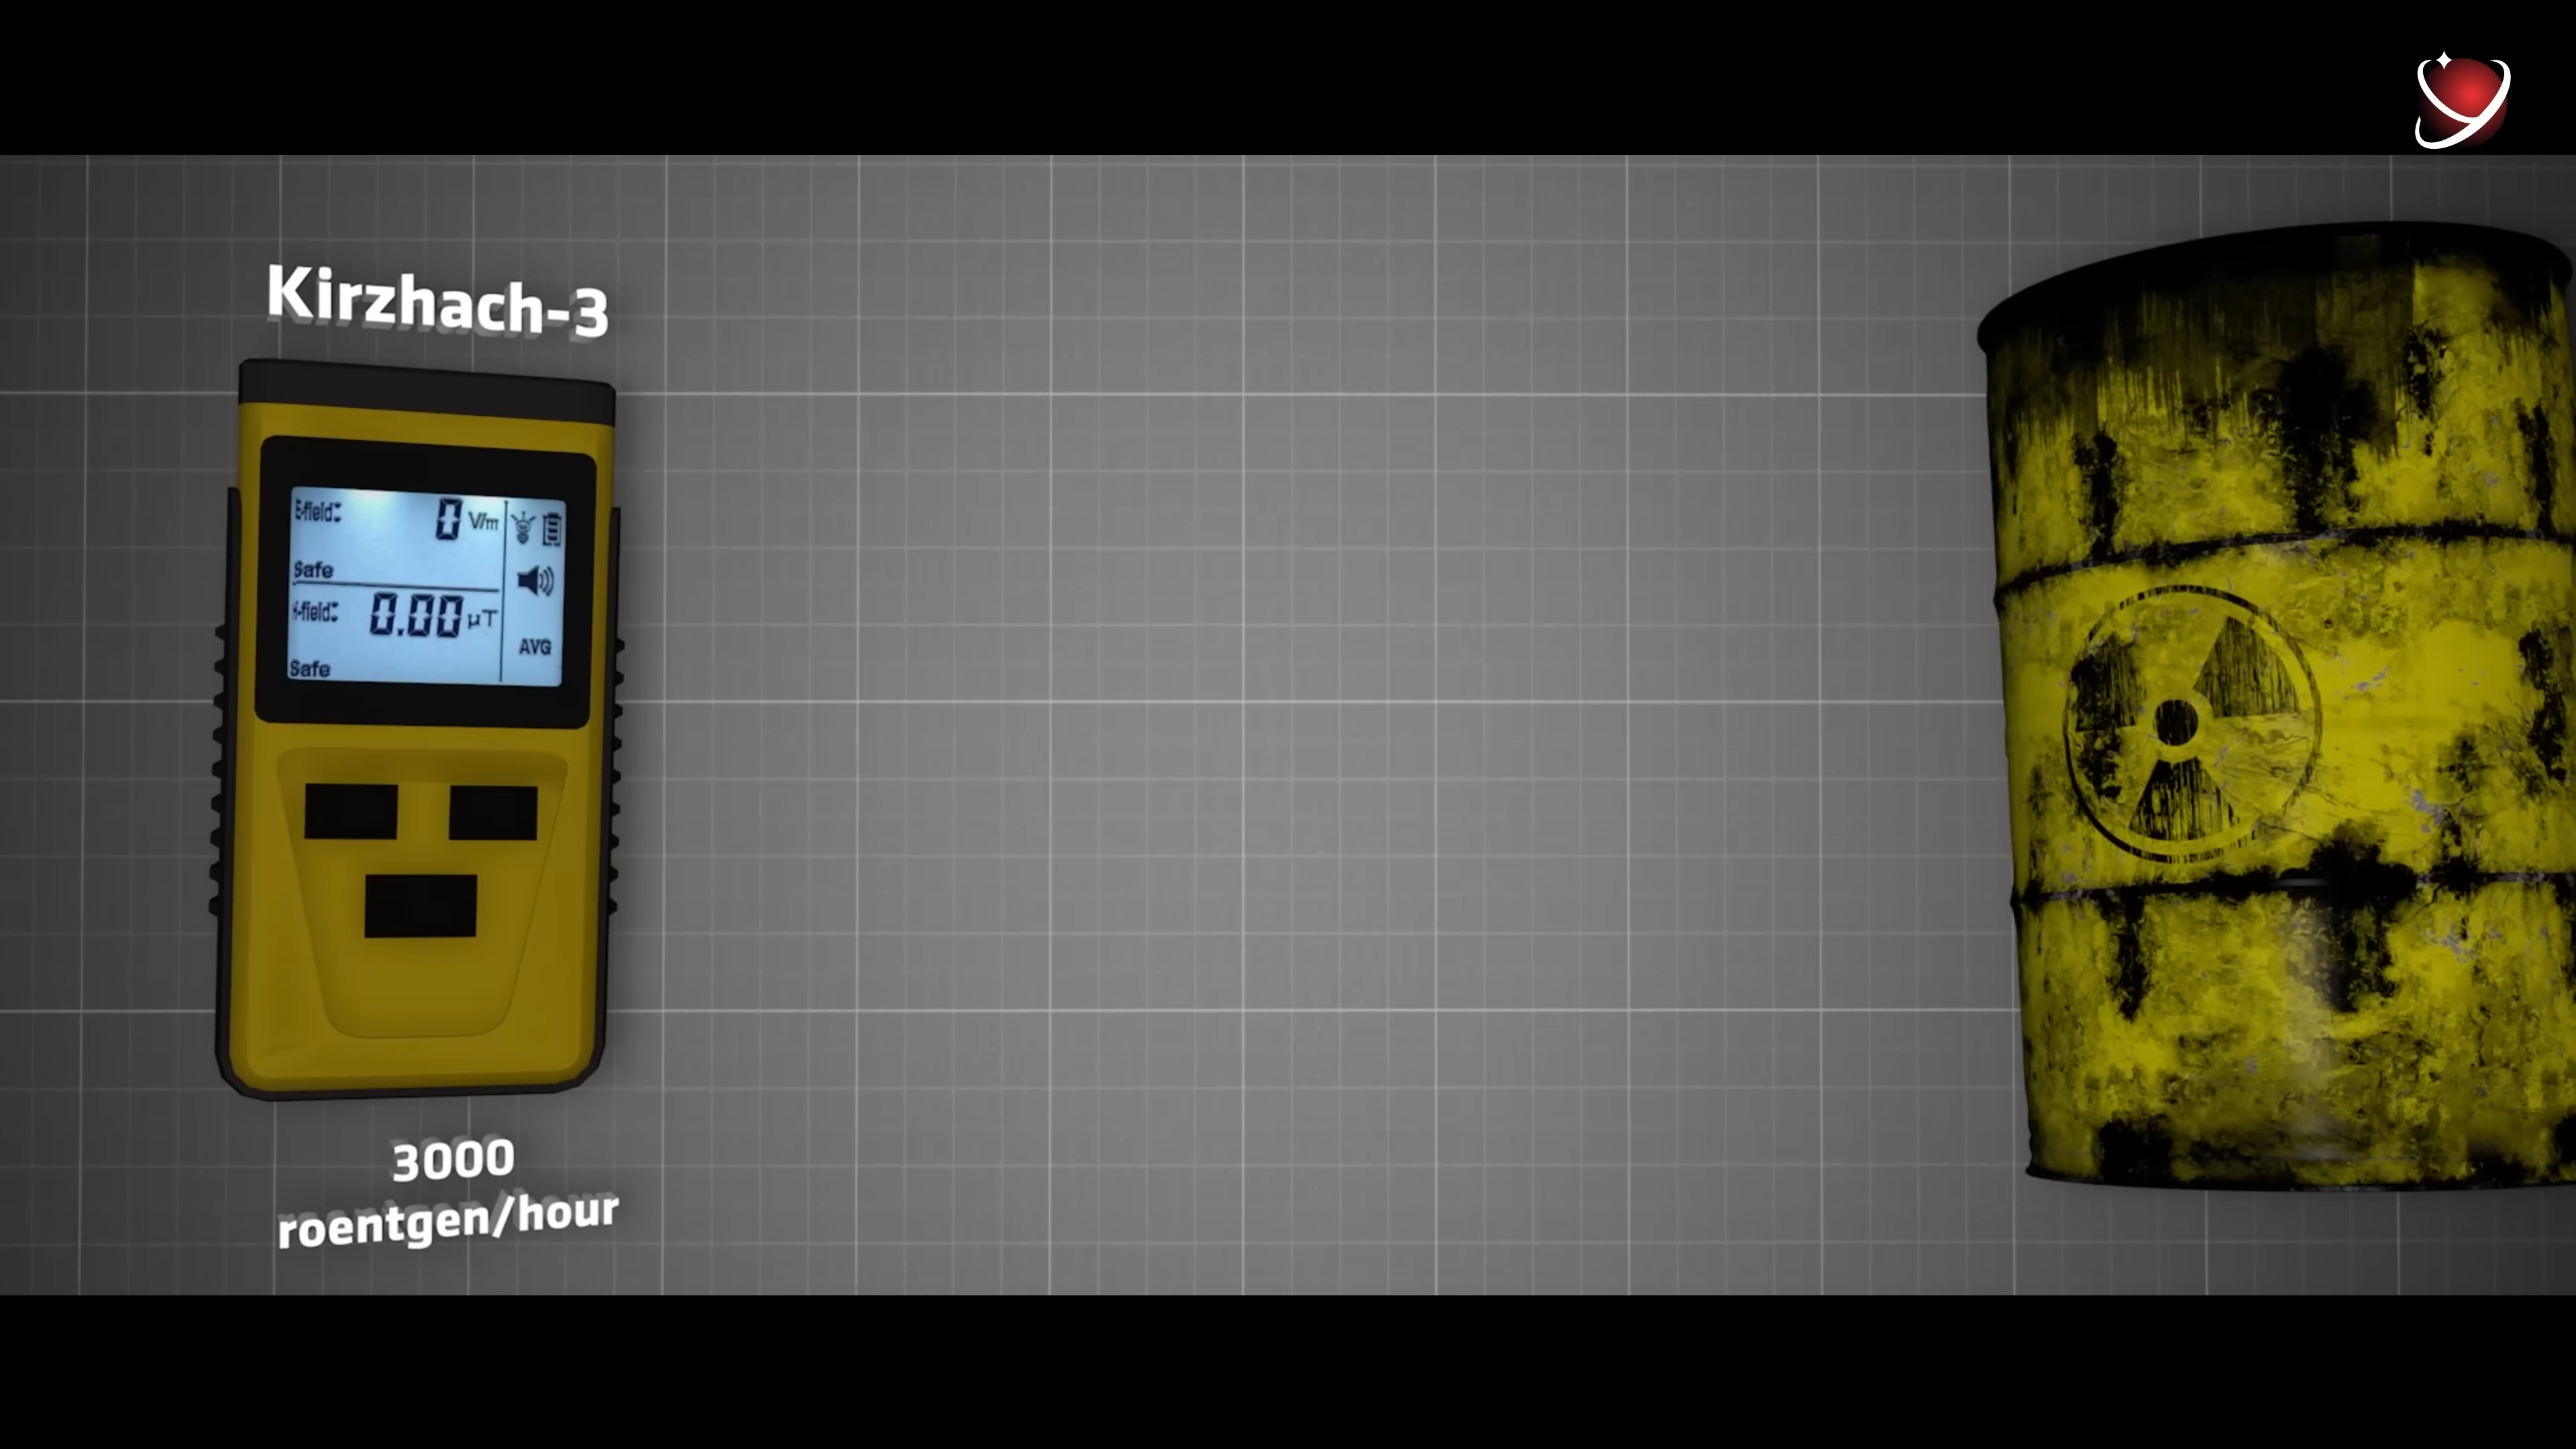 Kirzhach-3
E-field:
0 V/m
Safe
H-field:
0.00 µT
AVG
Safe
3000
roentgen/hour